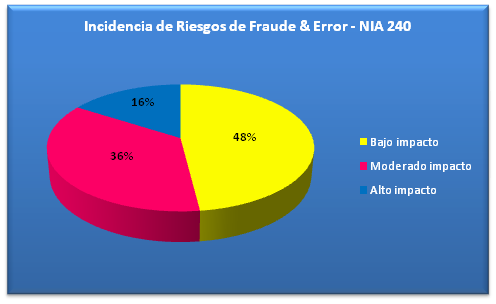 Incidencia de Riesgos de Fraude & Error - NIA 240
16%
48%
36%
Bajo impacto
Moderado impacto
Alto impacto